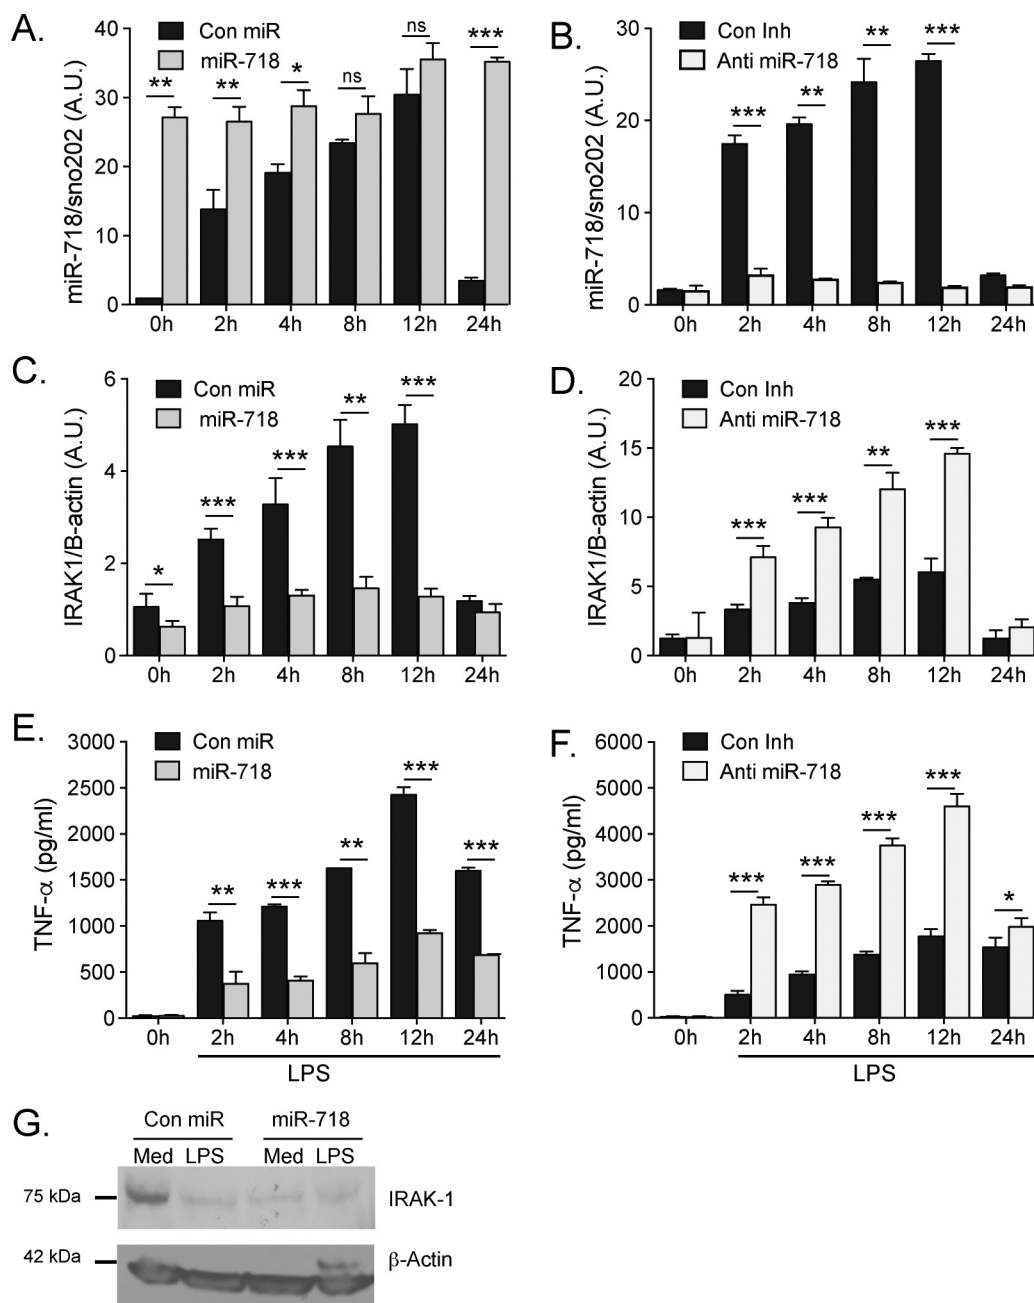 A.
Con miR
miR-718
miR-718/sno202 (A.U.)
40
30
20
10
0
** ** * ns ns ***
0h 2h 4h 8h 12h 24h
B.
Con Inh
Anti miR-718
miR-718/sno202 (A.U.)
30
20
10
0
*** ** ** ***
0h 2h 4h 8h 12h 24h
C.
Con miR
miR-718
IRAK1/B-actin (A.U.)
6
4
2
0
* *** *** ** ***
0h 2h 4h 8h 12h 24h
D.
Con Inh
Anti miR-718
IRAK1/B-actin (A.U.)
20
15
10
5
0
*** *** ** ***
0h 2h 4h 8h 12h 24h
E.
Con miR
miR-718
TNF-α (pg/ml)
3000
2500
2000
1500
1000
500
0
** *** ** *** ***
0h 2h 4h 8h 12h 24h
LPS
F.
Con Inh
Anti miR-718
TNF-α (pg/ml)
6000
5000
4000
3000
2000
1000
0
*** *** *** *** *
0h 2h 4h 8h 12h 24h
LPS
G.
Con miR miR-718
Med LPS Med LPS
75 kDa IRAK-1
42 kDa β-Actin